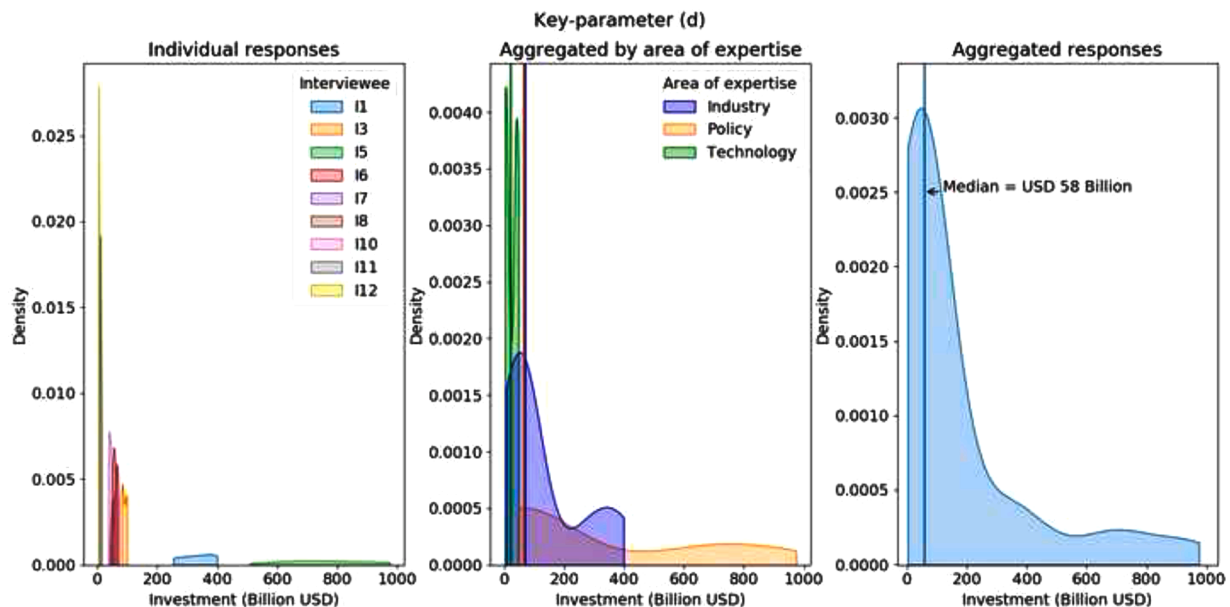 Key-parameter (d)
Individual responses
Interviewee
I1
I3
I5
I6
I7
I8
I10
I11
I12
Density
0.025
0.020
0.015
0.010
0.005
0.000
0 200 400 600 800 1000
Investment (Billion USD)
Aggregated by area of expertise
Area of expertise
Industry
Policy
Technology
Density
0.0040
0.0035
0.0030
0.0025
0.0020
0.0015
0.0010
0.0005
0.0000
0 200 400 600 800 1000
Investment (Billion USD)
Aggregated responses
Median = USD 58 Billion
Density
0.0030
0.0025
0.0020
0.0015
0.0010
0.0005
0.0000
0 200 400 600 800 1000
Investment (Billion USD)